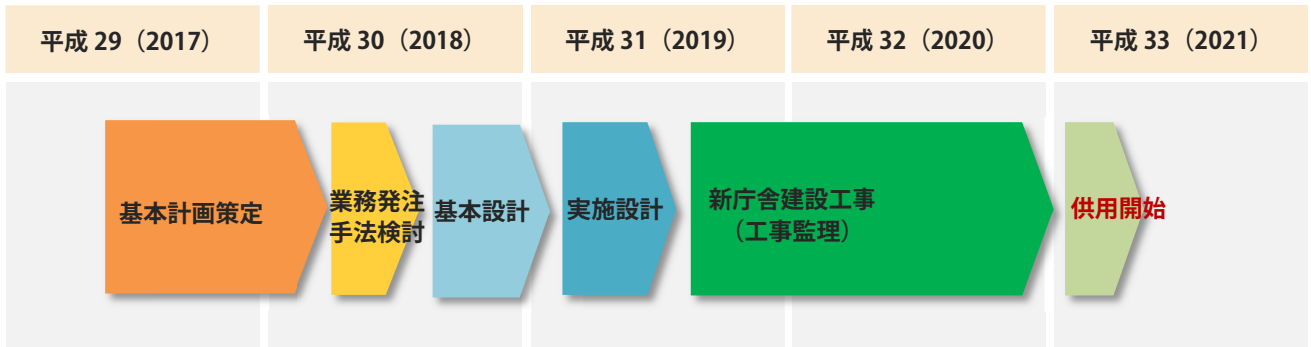 平成 29（2017）
平成 30（2018）
平成 31（2019）
平成 32（2020）
平成 33（2021）
基本計画策定
業務発注
手法検討
基本設計
実施設計
新庁舎建設工事
（工事監理）
供用開始